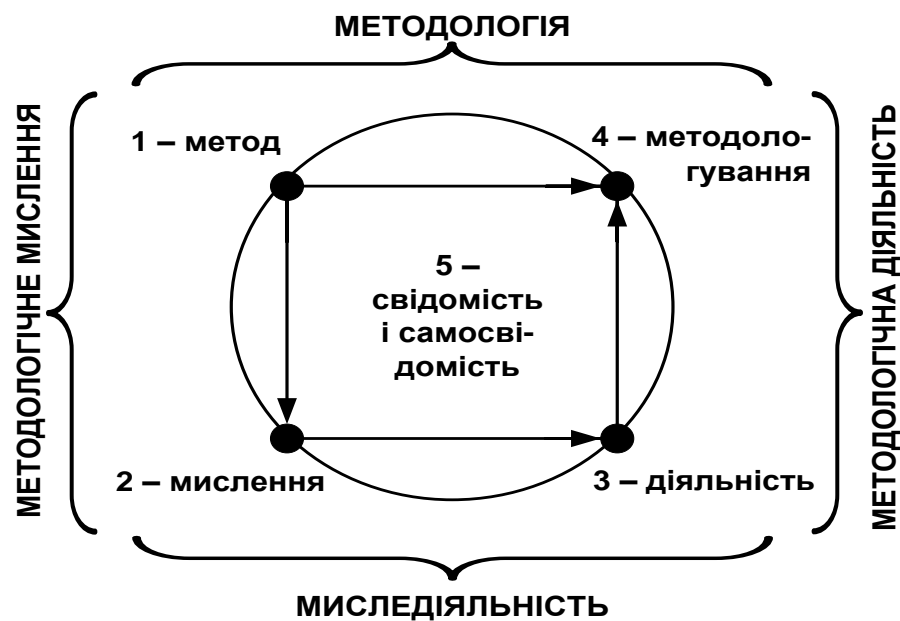 МЕТОДОЛОГІЯ
МЕТОДОЛОГІЧНЕ МИСЛЕННЯ
1 – метод
4 – методоло-
гування
5 –
свідомість
і самосві-
домість
2 – мислення
3 – діяльність
МЕТОДОЛОГІЧНА ДІЯЛЬНІСТЬ
МИСЛЕДІЯЛЬНІСТЬ